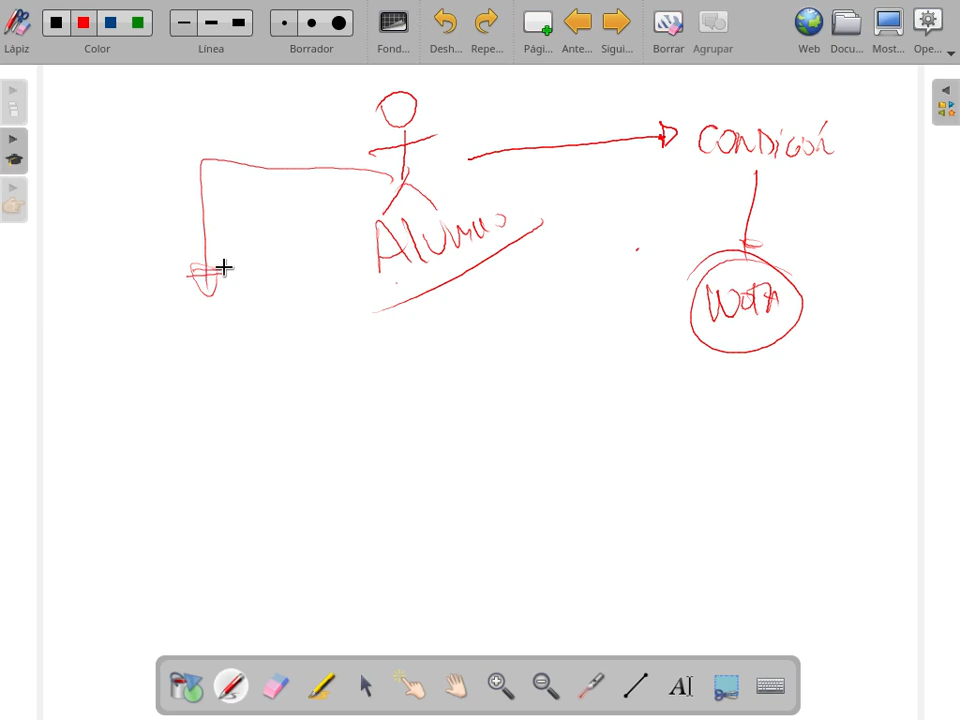 Lápiz
Color
Línea
Borrador
Fond...
Desh...
Repe...
Pági...
Ante...
Sigui...
Borrar
Agrupar
Web
Docu...
Most...
Ope...
CONDICIÓN
Alumno
NOTA
AI